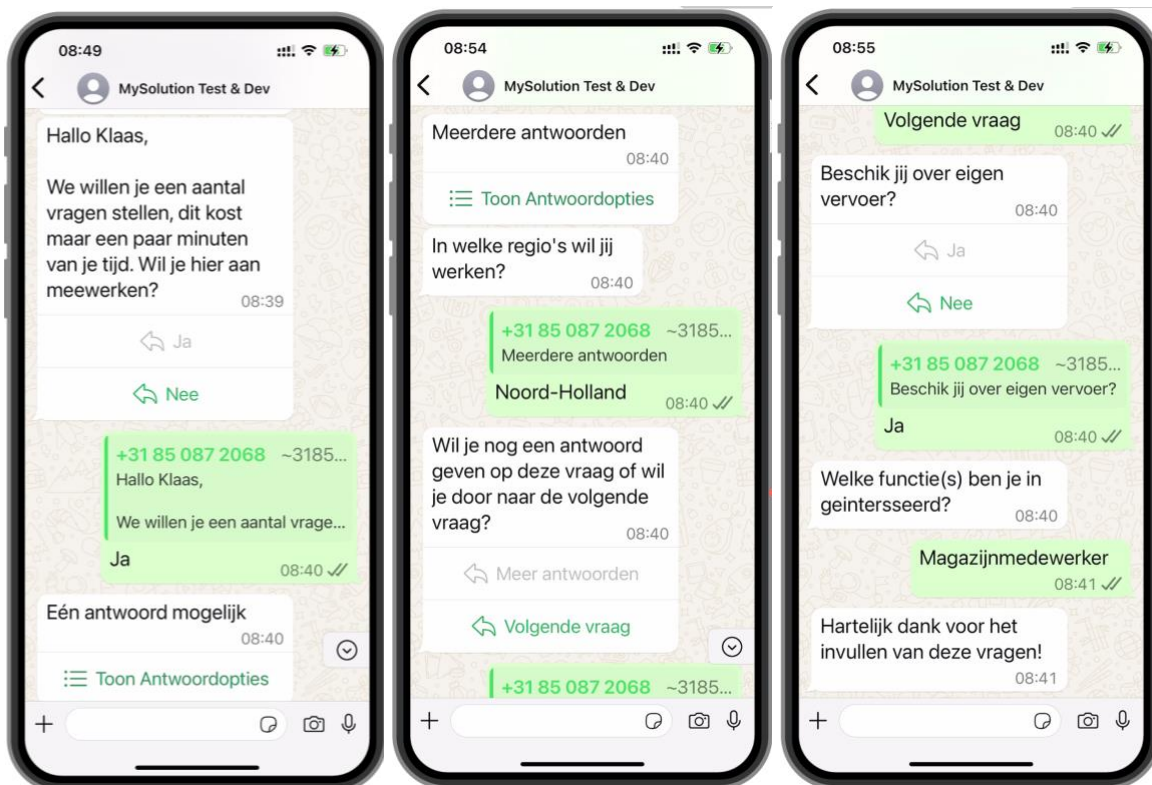 08:49
MySolution Test & Dev
Hallo Klaas,
We willen je een aantal
vragen stellen, dit kost
maar een paar minuten
van je tijd. Wil je hier aan
meewerken?
08:39
Ja
Nee
+31 85 087 2068 ~3185...
Hallo Klaas,
We willen je een aantal vrage...
Ja
08:40
Eén antwoord mogelijk
08:40
Toon Antwoordopties
08:54
MySolution Test & Dev
Meerdere antwoorden
08:40
Toon Antwoordopties
In welke regio's wil jij
werken?
08:40
+31 85 087 2068 ~3185...
Meerdere antwoorden
Noord-Holland
08:40
Wil je nog een antwoord
geven op deze vraag of wil
je door naar de volgende
vraag?
08:40
Meer antwoorden
Volgende vraag
+31 85 087 2068 ~3185...
08:55
MySolution Test & Dev
Volgende vraag
08:40
Beschik jij over eigen
vervoer?
08:40
Ja
Nee
+31 85 087 2068 ~3185...
Beschik jij over eigen vervoer?
Ja
08:40
Welke functie(s) ben je in
geintersseerd?
08:40
Magazijnmedewerker
08:41
Hartelijk dank voor het
invullen van deze vragen!
08:41